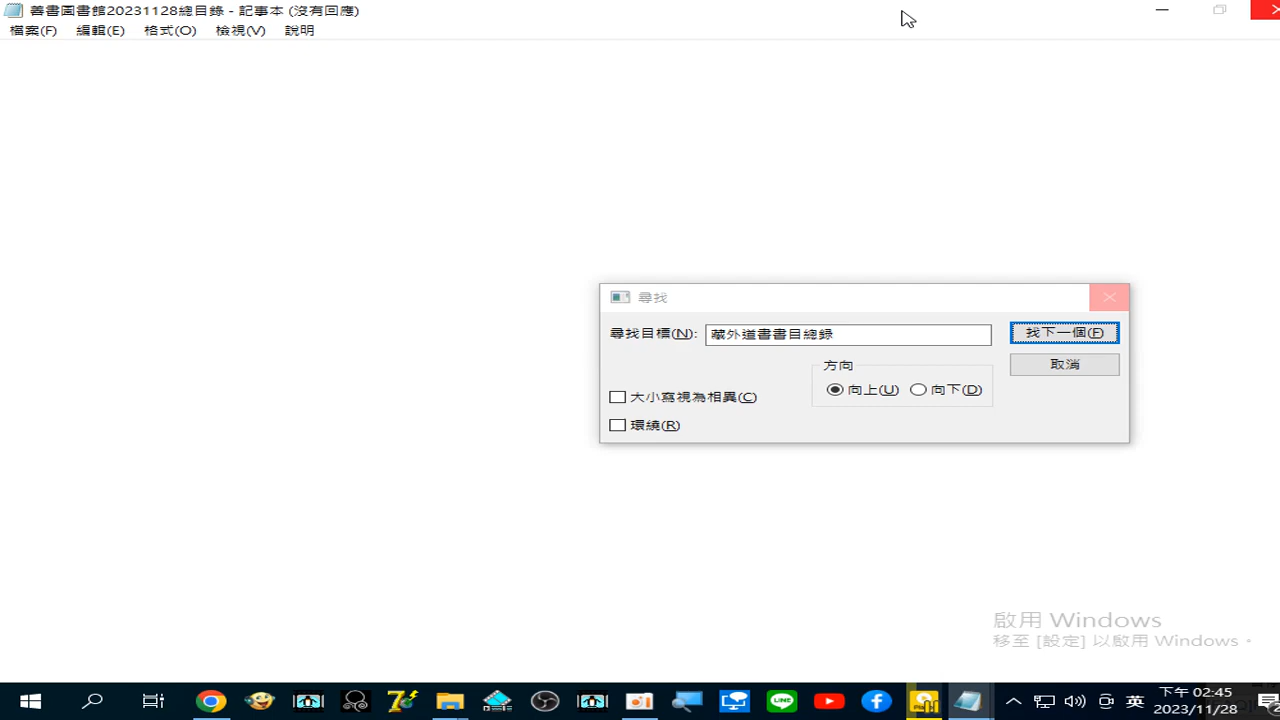 善書圖書館20231128總目錄 - 記事本 (沒有回應)
檔案(F) 編輯(E) 格式(O) 檢視(V) 說明
尋找
尋找目標(N): 藏外道書書目總録 找下一個(F)
方向 取消
向上(U) 向下(D)
大小寫視為相異(C)
環繞(R)
啟用 Windows
移至 [設定] 以啟用 Windows。
英 下午 02:45
2023/11/28